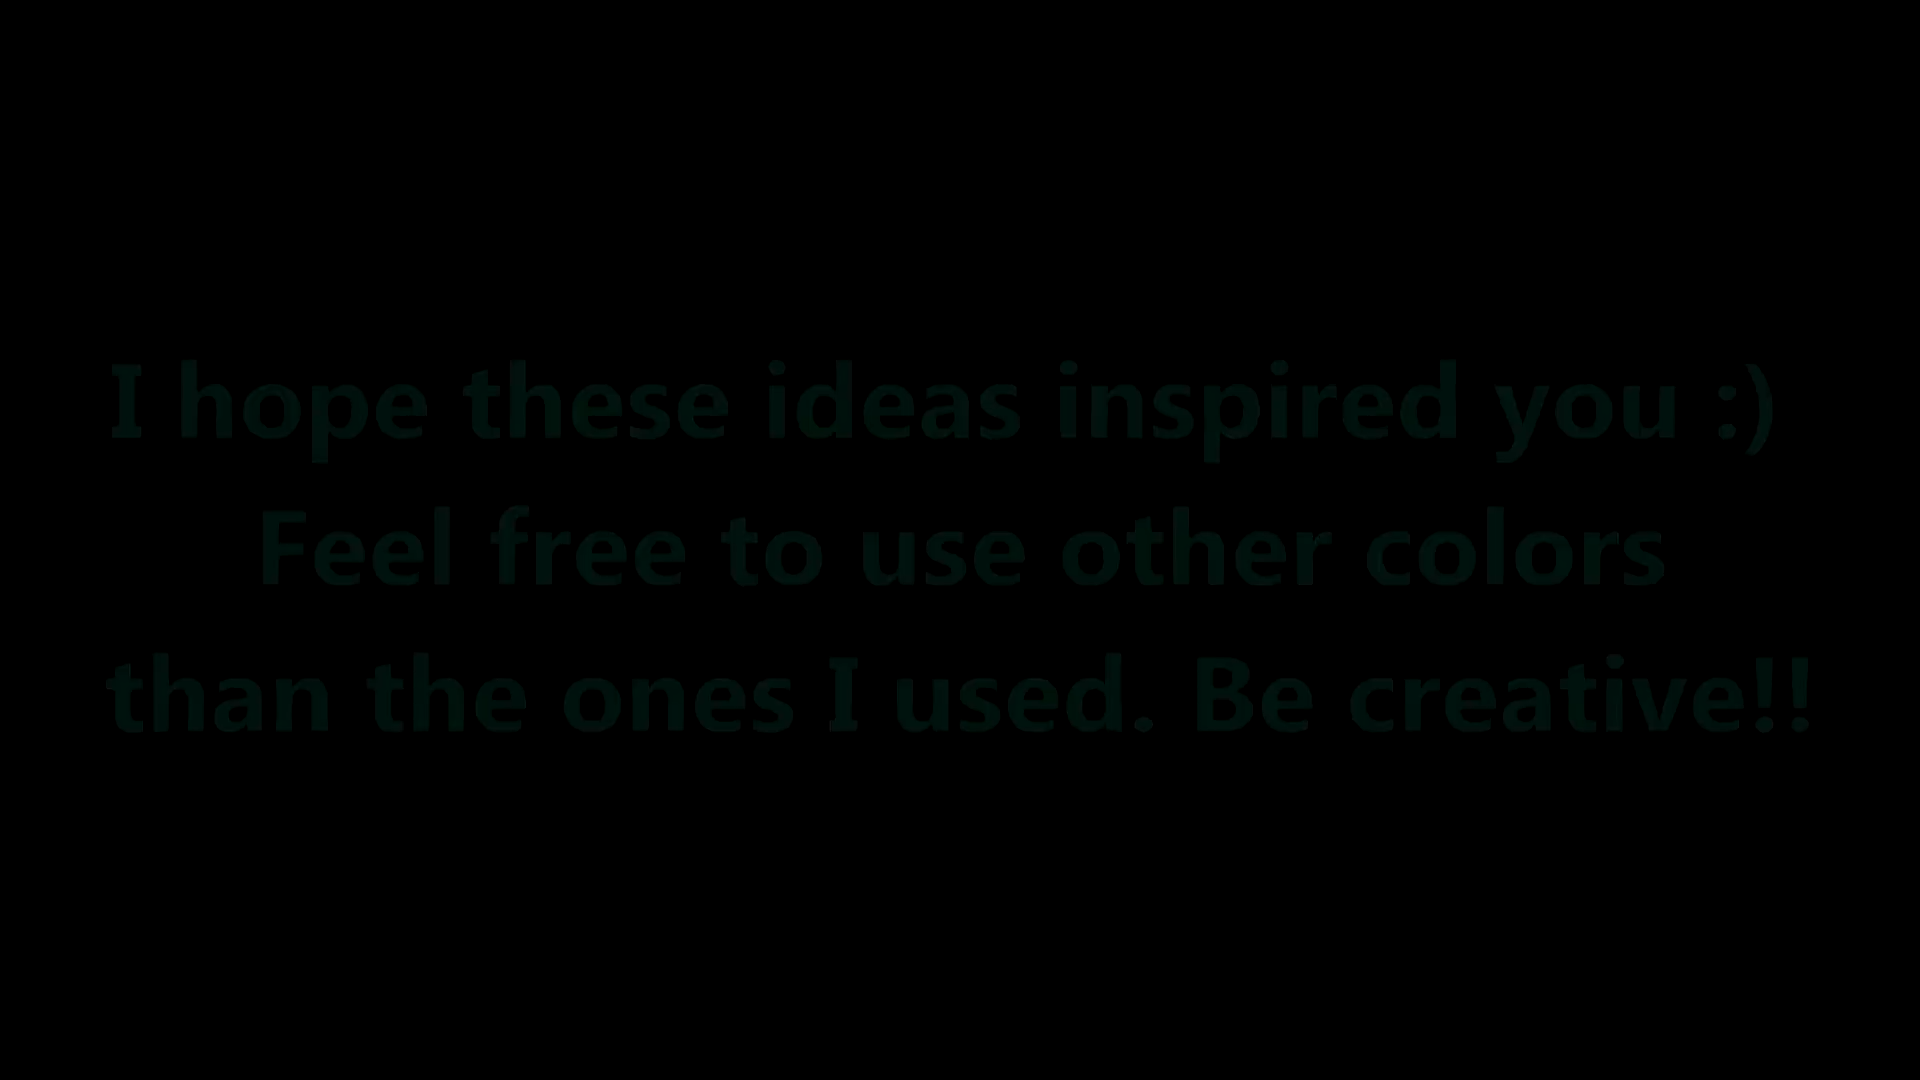 I hope these ideas inspired you :)
Feel free to use other colors
than the ones I used. Be creative!!